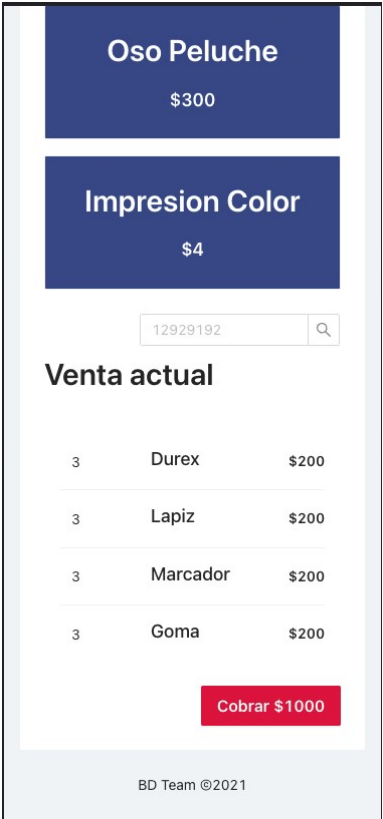 Oso Peluche
$300
Impresion Color
$4
12929192
Venta actual
3 Durex $200
3 Lapiz $200
3 Marcador $200
3 Goma $200
Cobrar $1000
BD Team ©2021